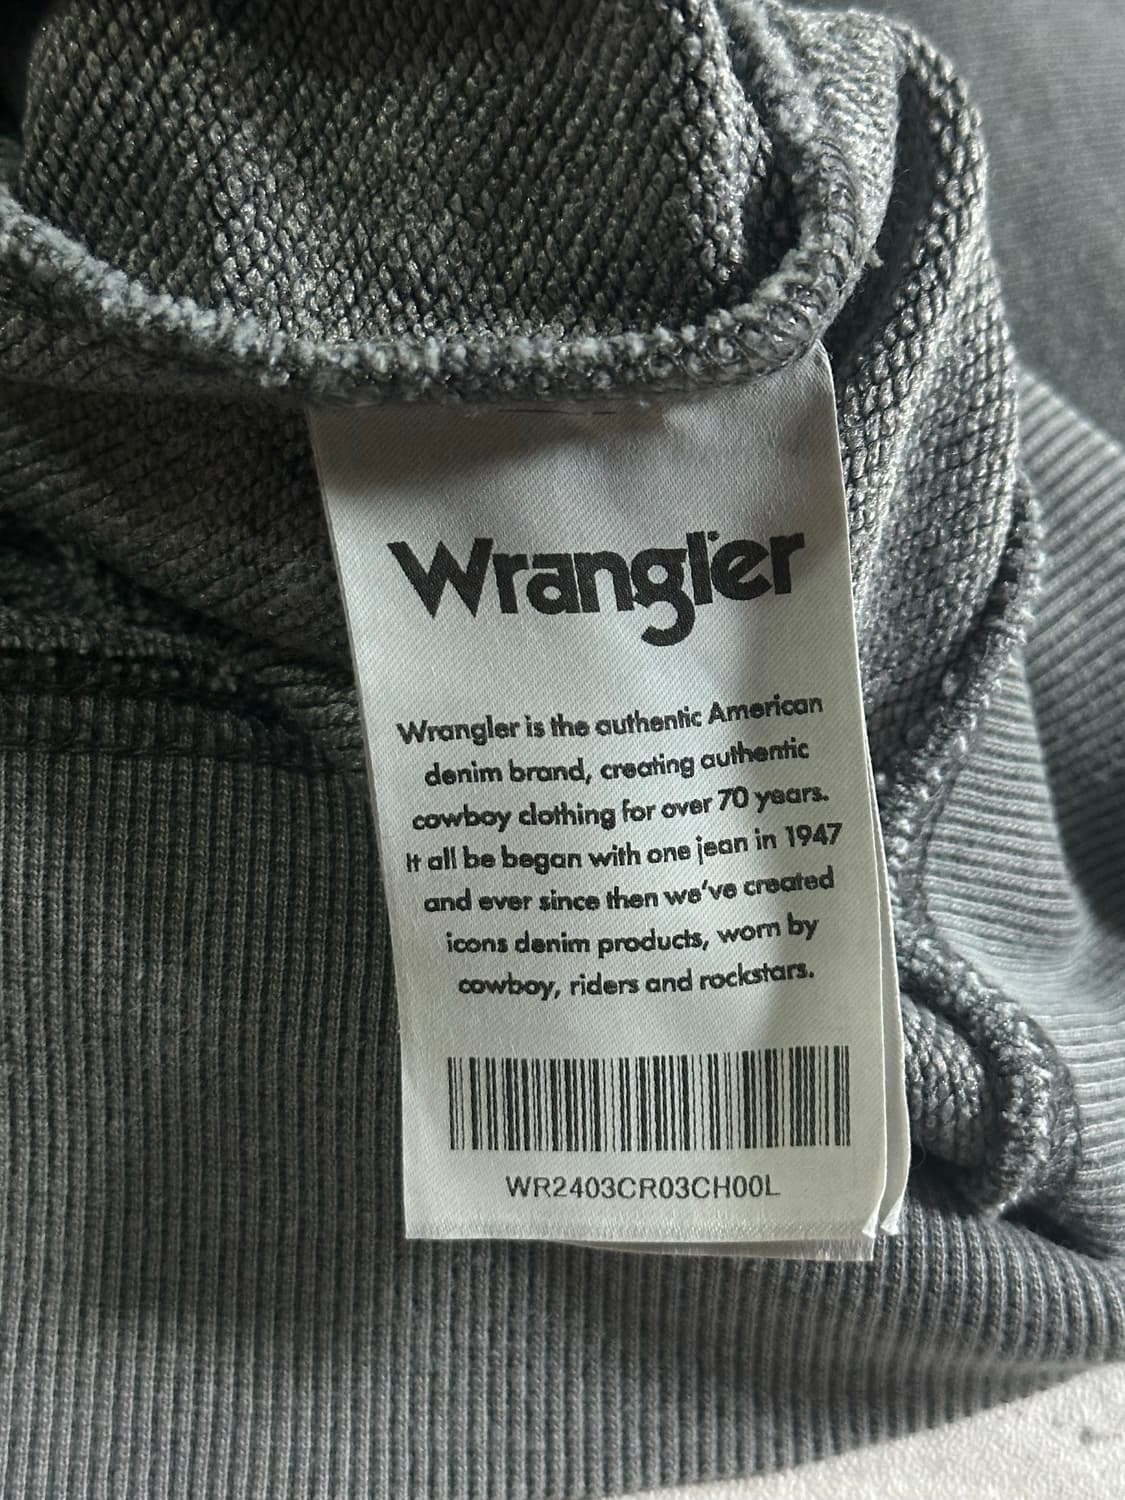 Wrangler
Wrangler is the authentic American
denim brand, creating authentic
cowboy clothing for over 70 years.
It all be began with one jean in 1947
and ever since then we've created
icons denim products, worn by
cowboy, riders and rockstars.
WR2403CR03CH00L